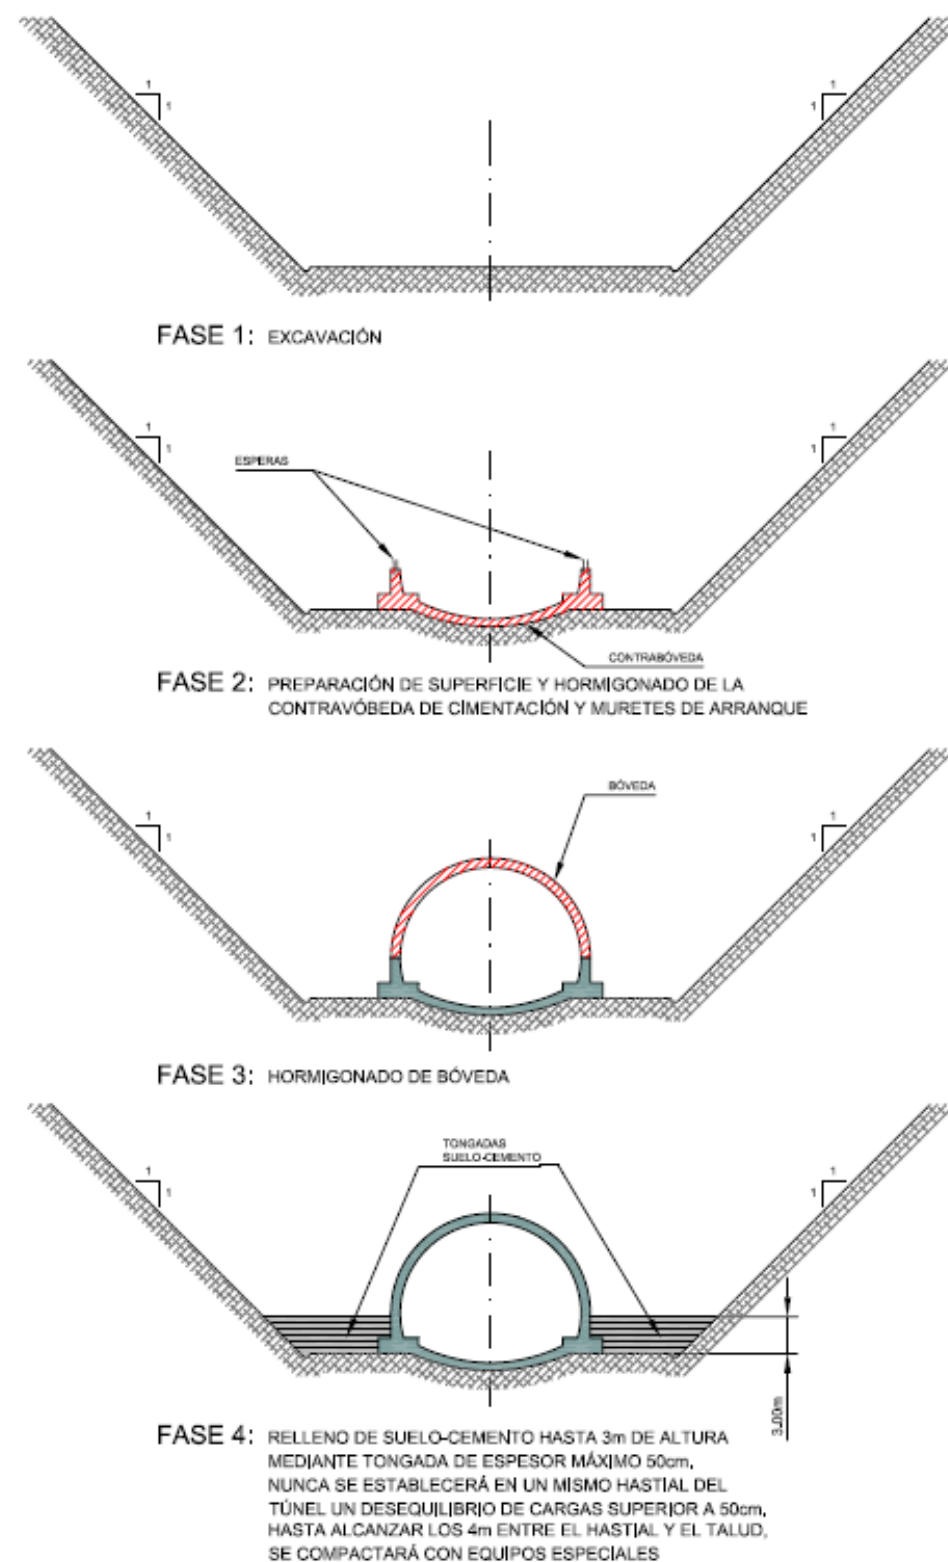 1
1
1
1
FASE 1: EXCAVACIÓN
1
1
1
1
ESPERAS
CONTRABÓVEDA
FASE 2: PREPARACIÓN DE SUPERFICIE Y HORMIGONADO DE LA
CONTRAVÓBEDA DE CIMENTACIÓN Y MURETES DE ARRANQUE
BÓVEDA
1
1
1
1
FASE 3: HORMIGONADO DE BÓVEDA
TONGADAS
SUELO-CEMENTO
1
1
1
1
3,00m
FASE 4: RELLENO DE SUELO-CEMENTO HASTA 3m DE ALTURA
MEDIANTE TONGADA DE ESPESOR MÁXIMO 50cm,
NUNCA SE ESTABLECERÁ EN UN MISMO HASTIAL DEL
TÚNEL UN DESEQUILIBRIO DE CARGAS SUPERIOR A 50cm,
HASTA ALCANZAR LOS 4m ENTRE EL HASTIAL Y EL TALUD,
SE COMPACTARÁ CON EQUIPOS ESPECIALES